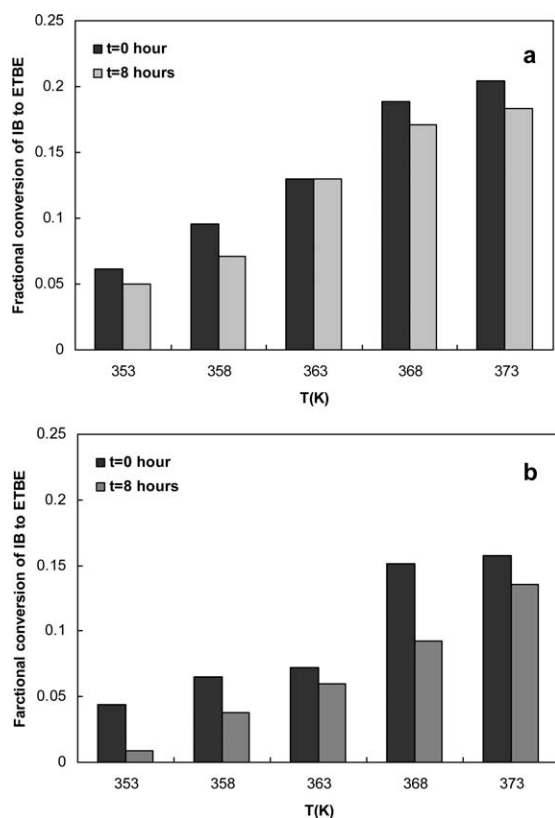 0.25
0.2
0.15
0.1
0.05
0
Fractional conversion of IB to ETBE
t=0 hour
t=8 hours
a
353 358 363 368 373
T(K)
0.25
0.2
0.15
0.1
0.05
0
Farctional conversion of IB to ETBE
t=0 hour
t=8 hours
b
353 358 363 368 373
T(K)